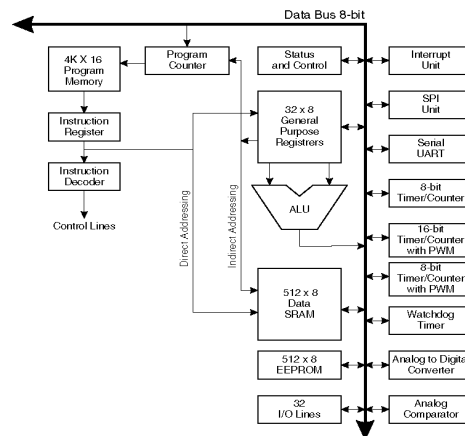 Data Bus 8-bit
4K X 16
Program
Memory
Program
Counter
Status
and Control
Interrupt
Unit
Instruction
Register
32 x 8
General
Purpose
Registrers
SPI
Unit
Serial
UART
Instruction
Decoder
Control Lines
Direct Addressing
Indirect Addressing
ALU
8-bit
Timer/Counter
16-bit
Timer/Counter
with PWM
8-bit
Timer/Counter
with PWM
512 x 8
Data
SRAM
Watchdog
Timer
512 x 8
EEPROM
Analog to Digital
Converter
32
I/O Lines
Analog
Comparator